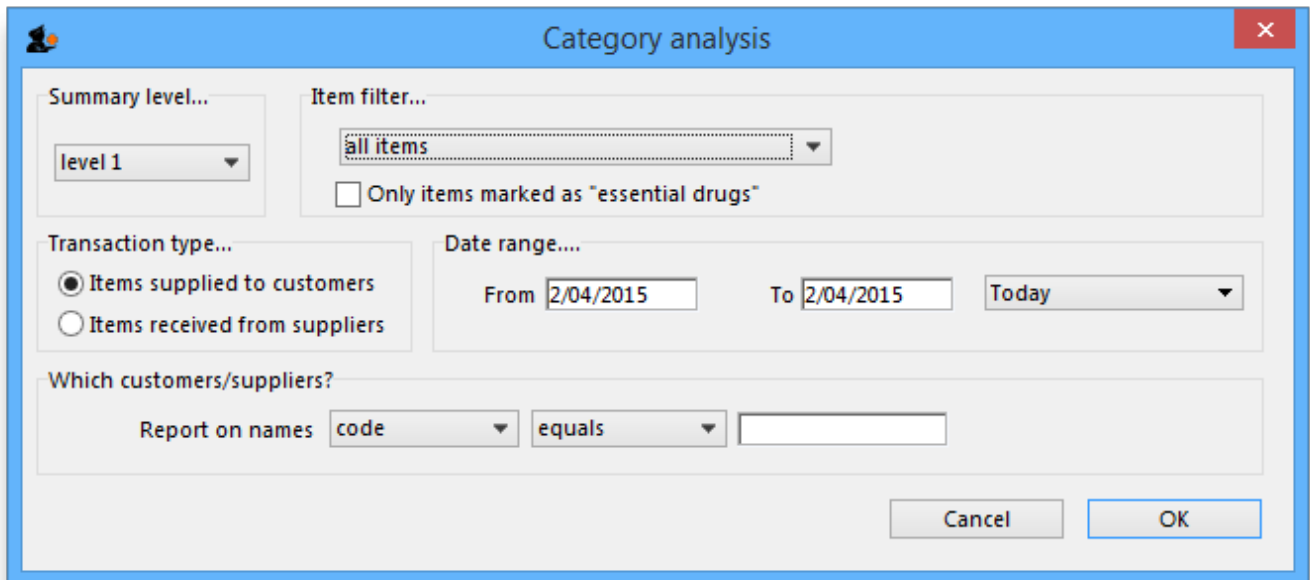 Category analysis
Summary level...
level 1
Item filter...
all items
Only items marked as "essential drugs"
Transaction type...
Items supplied to customers
Items received from suppliers
Date range....
From 2/04/2015 To 2/04/2015 Today
Which customers/suppliers?
Report on names code equals
Cancel OK